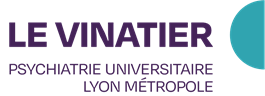 LE VINATIER
PSYCHIATRIE UNIVERSITAIRE
LYON MÉTROPOLE